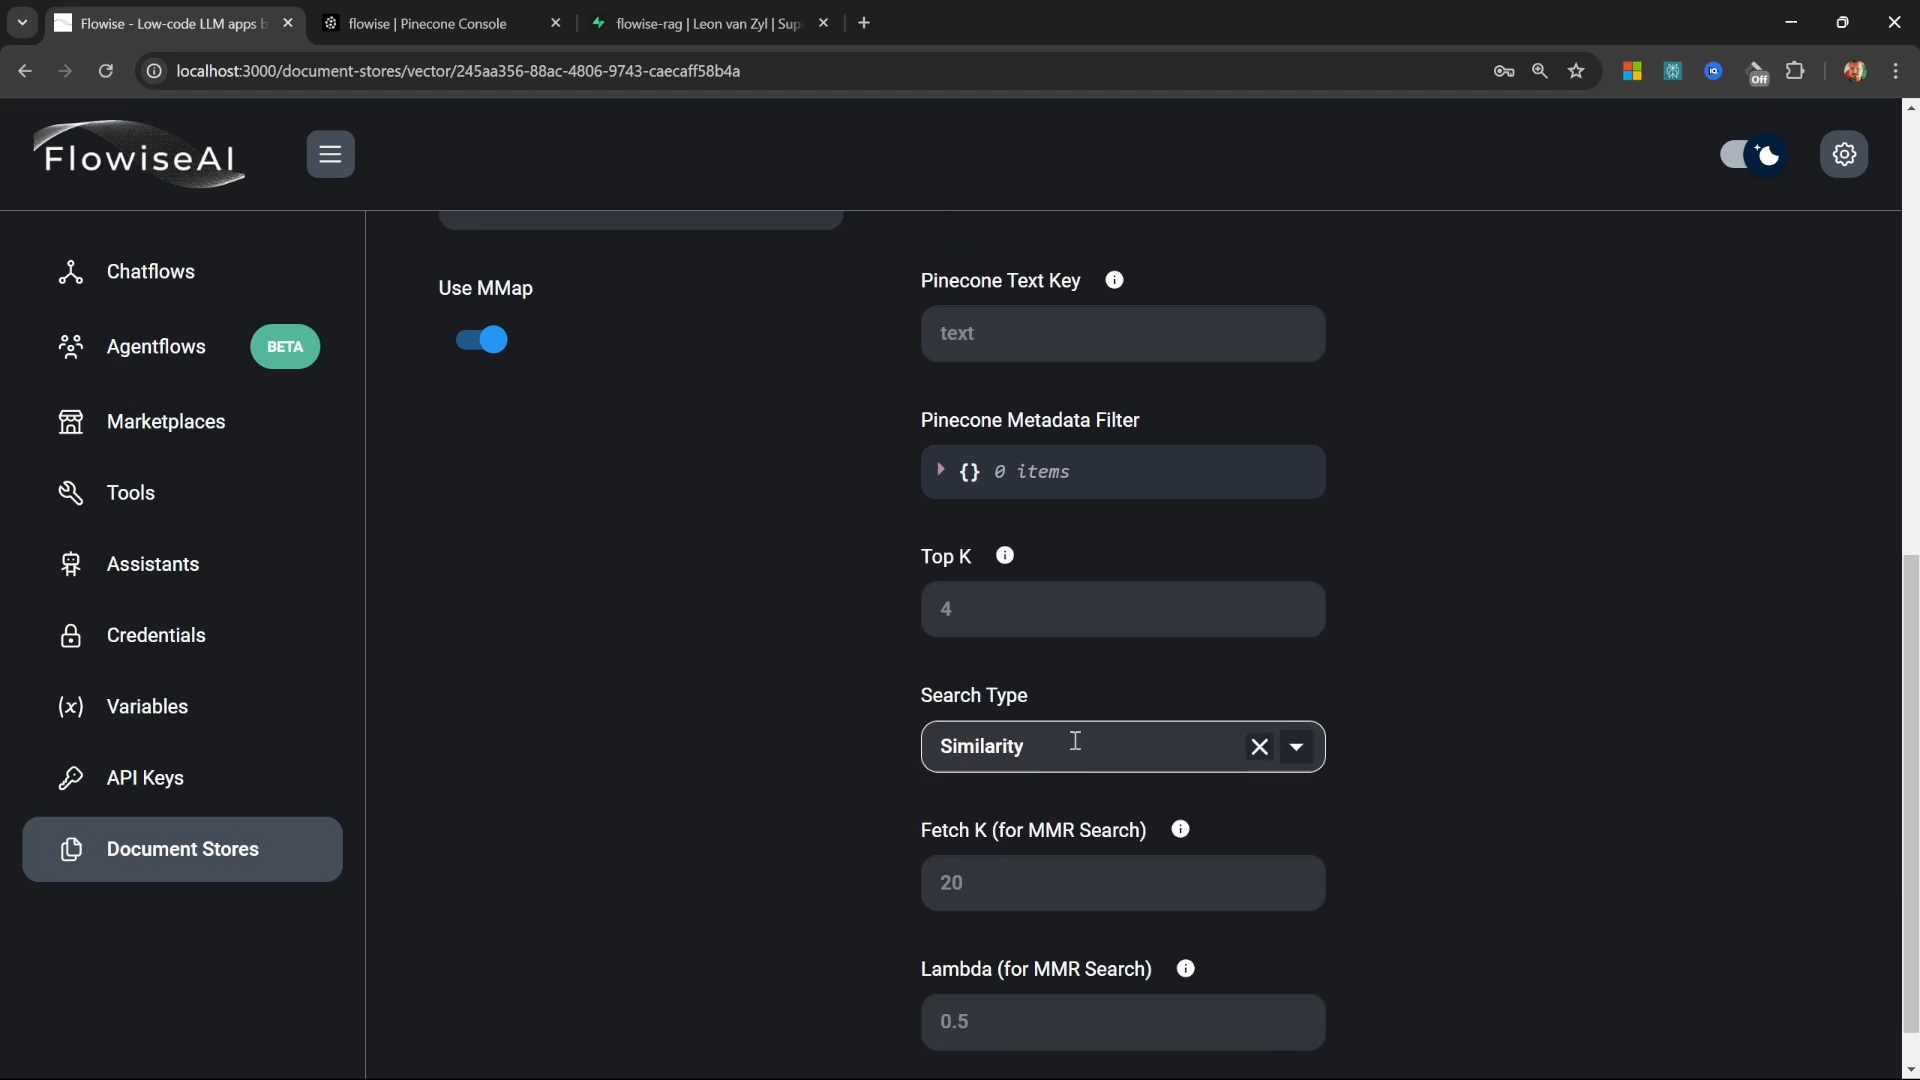 Flowise - Low-code LLM apps b
flowise | Pinecone Console
flowise-rag | Leon van Zyl | Sup
localhost:3000/document-stores/vector/245aa356-88ac-4806-9743-caecaff58b4a
Off
FlowiseAI
Chatflows
Agentflows
BETA
Marketplaces
Tools
Assistants
Credentials
(x) Variables
API Keys
Document Stores
Use MMap
Pinecone Text Key
text
Pinecone Metadata Filter
{} 0 items
Top K
4
Search Type
Similarity
Fetch K (for MMR Search)
20
Lambda (for MMR Search)
0.5